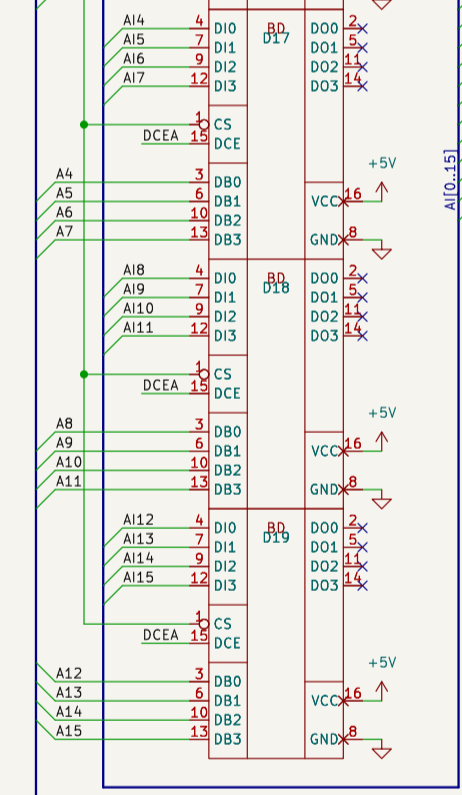 AI4 4 DI0 BD DO0 2
D17
AI5 7 DI1 DO1 5
AI6 9 DI2 DO2 11
AI7 12 DI3 DO3 14
1 CS
DCEA 15 DCE
+5V
AI[0..15]
A4 3 DB0
A5 6 DB1 VCC 16
A6 10 DB2
A7 13 DB3 GND 8
AI8 4 DI0 BD DO0 2
D18
AI9 7 DI1 DO1 5
AI10 9 DI2 DO2 11
AI11 12 DI3 DO3 14
1 CS
DCEA 15 DCE
+5V
A8 3 DB0
A9 6 DB1 VCC 16
A10 10 DB2
A11 13 DB3 GND 8
AI12 4 DI0 BD DO0 2
D19
AI13 7 DI1 DO1 5
AI14 9 DI2 DO2 11
AI15 12 DI3 DO3 14
1 CS
DCEA 15 DCE
+5V
A12 3 DB0
A13 6 DB1 VCC 16
A14 10 DB2
A15 13 DB3 GND 8